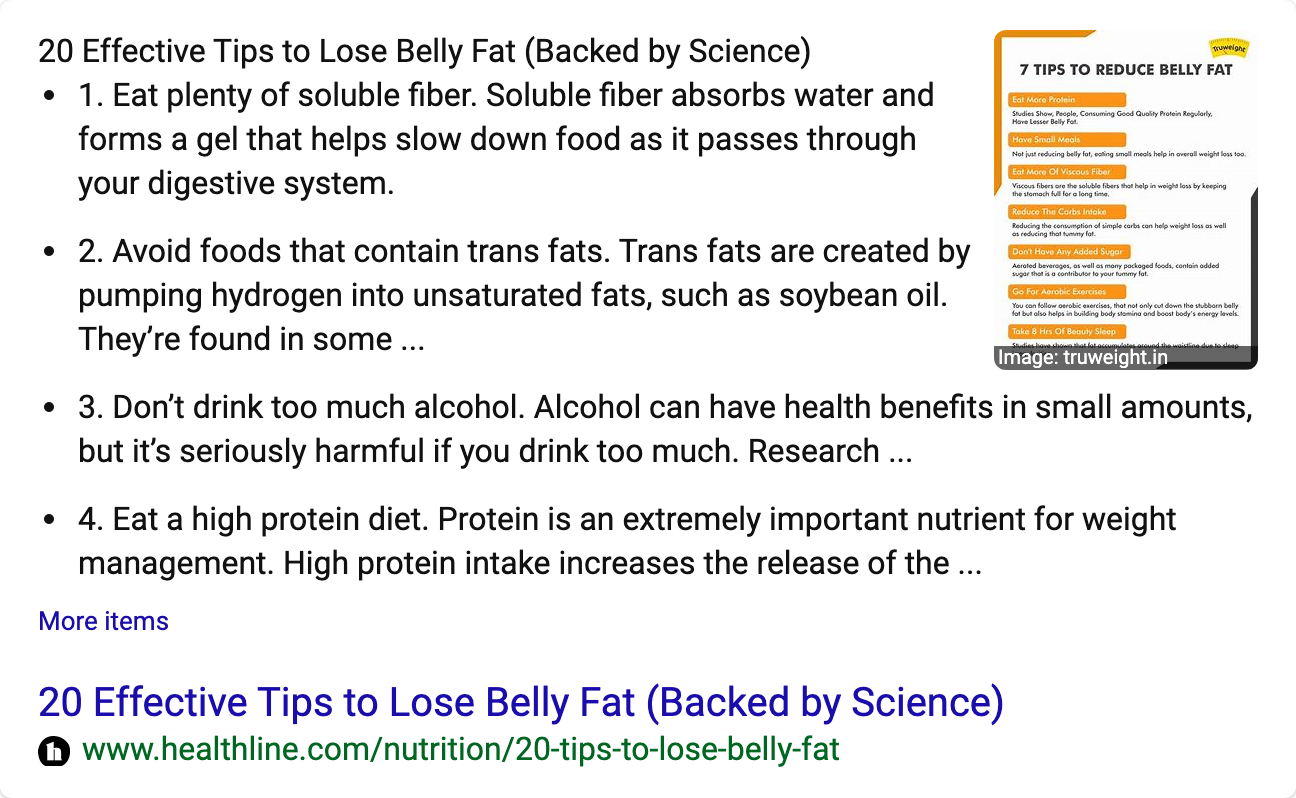 20 Effective Tips to Lose Belly Fat (Backed by Science)
• 1. Eat plenty of soluble fiber. Soluble fiber absorbs water and
forms a gel that helps slow down food as it passes through
your digestive system.
• 2. Avoid foods that contain trans fats. Trans fats are created by
pumping hydrogen into unsaturated fats, such as soybean oil.
They’re found in some ...
• 3. Don’t drink too much alcohol. Alcohol can have health benefits in small amounts,
but it’s seriously harmful if you drink too much. Research ...
• 4. Eat a high protein diet. Protein is an extremely important nutrient for weight
management. High protein intake increases the release of the ...
More items
Truweight
7 TIPS TO REDUCE BELLY FAT
Eat More Protein
Studies Show, People, Consuming Good Quality Protein Regularly,
Have Lesser Belly Fat.
Have Small Meals
Not just reducing belly fat, eating small meals help in overall weight loss too.
Eat More Of Viscous Fiber
Viscous fibers are the soluble fibers that help in weight loss by keeping
the stomach full for a long time.
Reduce The Carbs Intake
Reducing the consumption of simple carbs can help weight loss as well
as reducing that tummy fat.
Don't Have Any Added Sugar
Aerated beverages, as well as many packaged foods, contain added
sugar that is a contributor to your tummy fat.
Go For Aerobic Exercises
You can follow aerobic exercises, that not only cut down the stubborn belly
fat but also helps in building body stamina and boost body's energy levels.
Take 8 Hrs Of Beauty Sleep
Studies have shown that fat accumulates around the waistline due to sleep
Image: truweight.in
20 Effective Tips to Lose Belly Fat (Backed by Science)
h www.healthline.com/nutrition/20-tips-to-lose-belly-fat